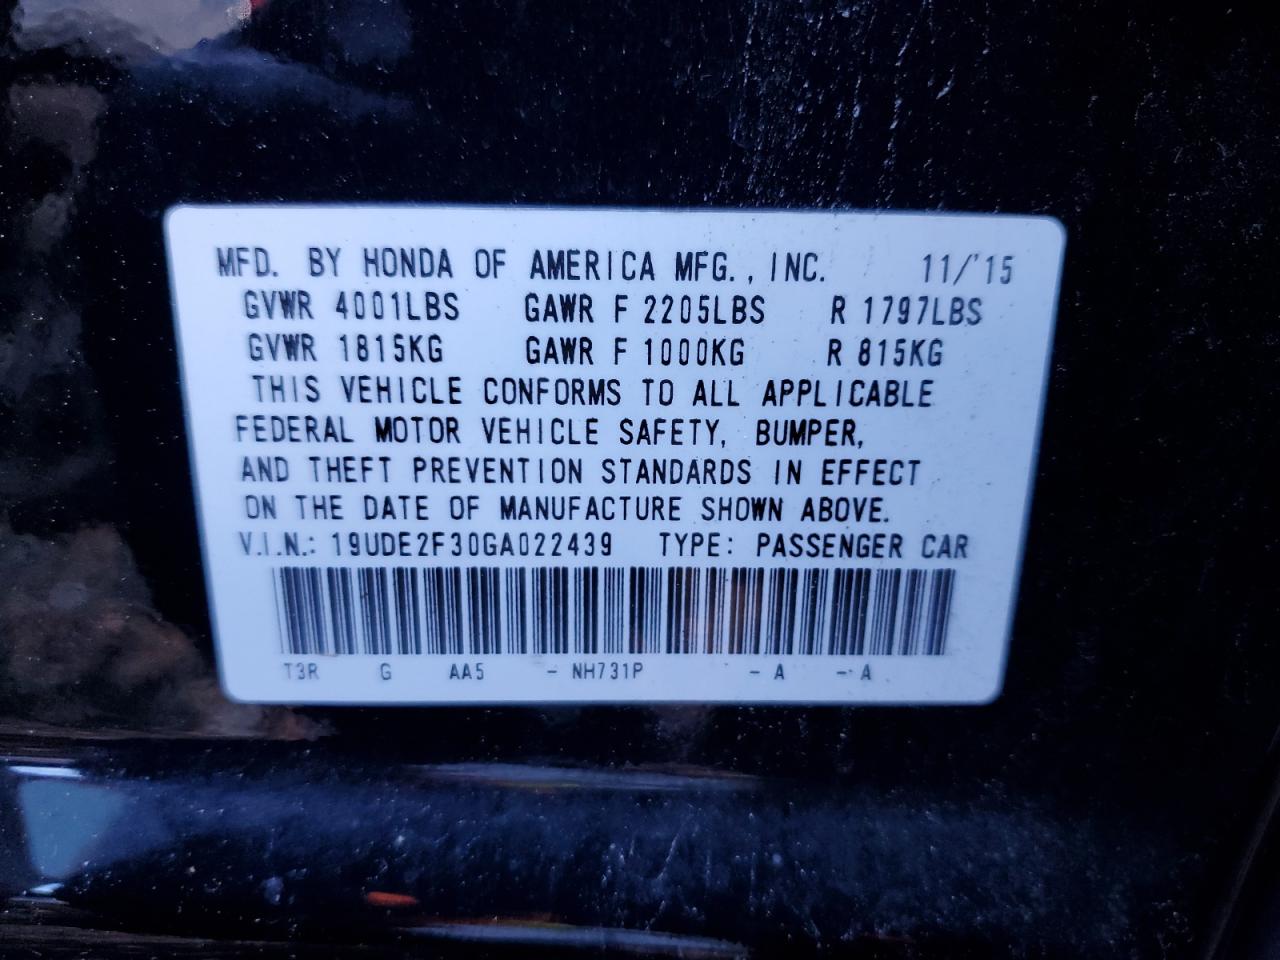 MFD. BY HONDA OF AMERICA MFG., INC. 11/'15
GVWR 4001LBS GAWR F 2205LBS R 1797LBS
GVWR 1815KG GAWR F 1000KG R 815KG
THIS VEHICLE CONFORMS TO ALL APPLICABLE
FEDERAL MOTOR VEHICLE SAFETY, BUMPER,
AND THEFT PREVENTION STANDARDS IN EFFECT
ON THE DATE OF MANUFACTURE SHOWN ABOVE.
V.I.N.: 19UDE2F30GA022439 TYPE: PASSENGER CAR
T3R G AA5 - NH731P - A - A